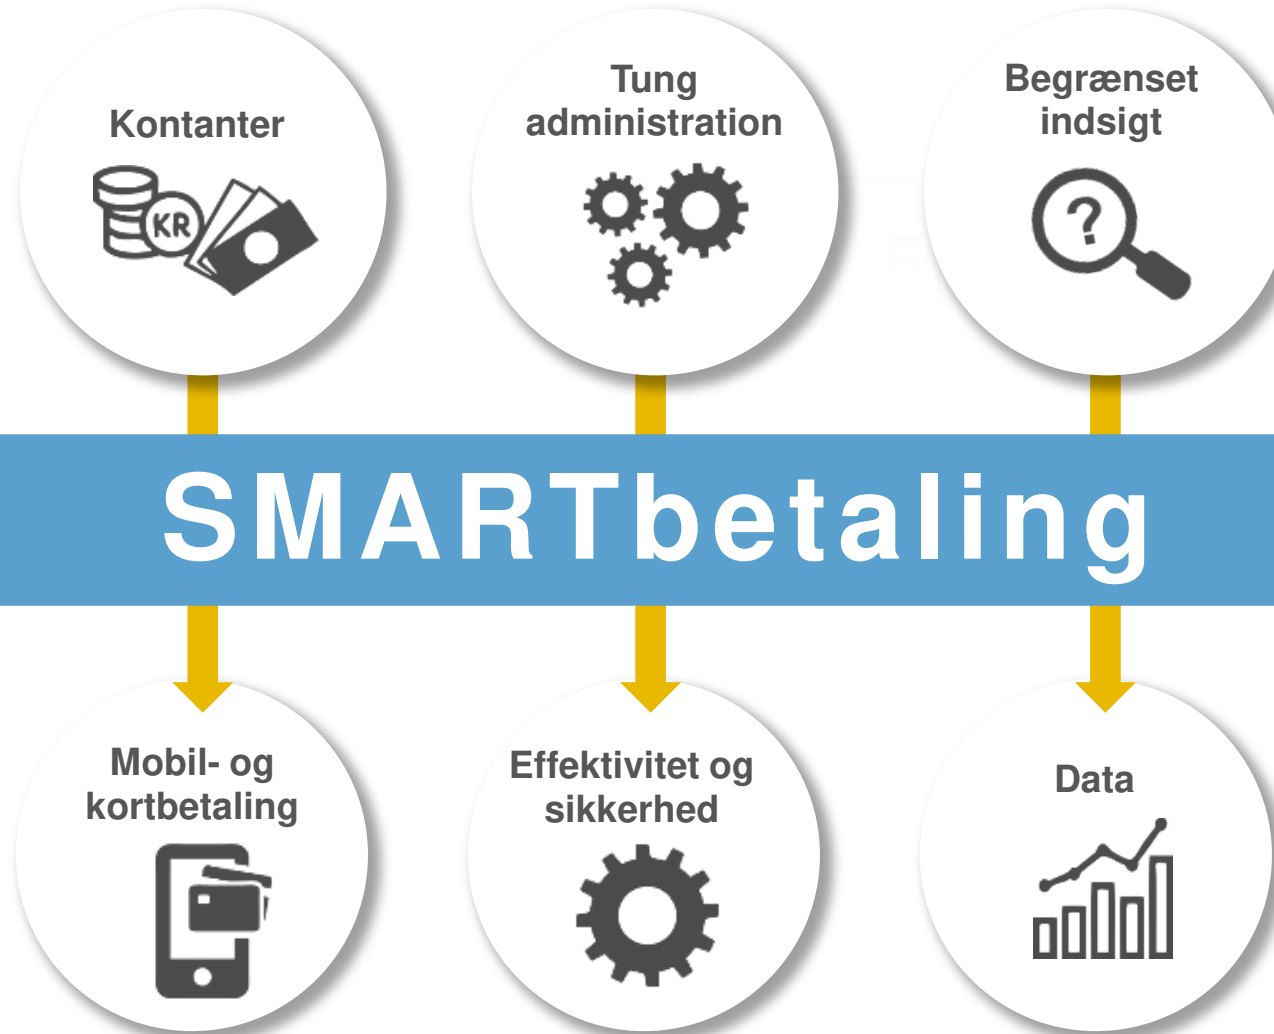 Kontanter
Tung
administration
Begrænset
indsigt
KR
?
SMARTbetaling
Mobil- og
kortbetaling
Effektivitet og
sikkerhed
Data